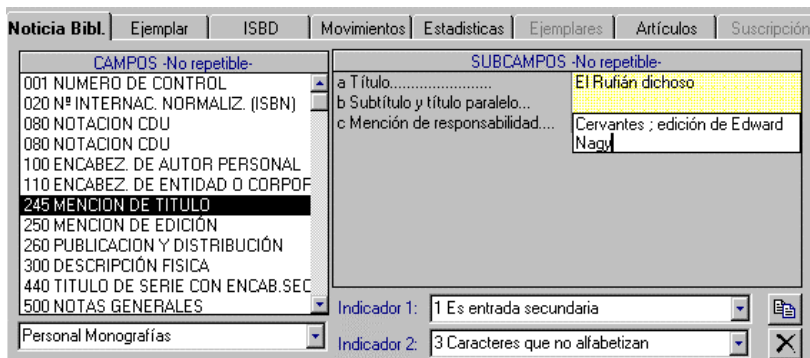 Noticia Bibl. Ejemplar ISBD Movimientos Estadisticas Ejemplares Artículos Suscripción
CAMPOS -No repetible-
001 NUMERO DE CONTROL
020 Nº INTERNAC. NORMALIZ. (ISBN)
080 NOTACION CDU
080 NOTACION CDU
100 ENCABEZ. DE AUTOR PERSONAL
110 ENCABEZ. DE ENTIDAD O CORPOR
245 MENCION DE TITULO
250 MENCION DE EDICIÓN
260 PUBLICACION Y DISTRIBUCIÓN
300 DESCRIPCIÓN FISICA
440 TITULO DE SERIE CON ENCAB.SEC
500 NOTAS GENERALES
Personal Monografías
SUBCAMPOS -No repetible-
a Título........................ El Rufián dichoso
b Subtítulo y título paralelo...
c Mención de responsabilidad.... Cervantes ; edición de Edward
Nagy
Indicador 1: 1 Es entrada secundaria
Indicador 2: 3 Caracteres que no alfabetizan